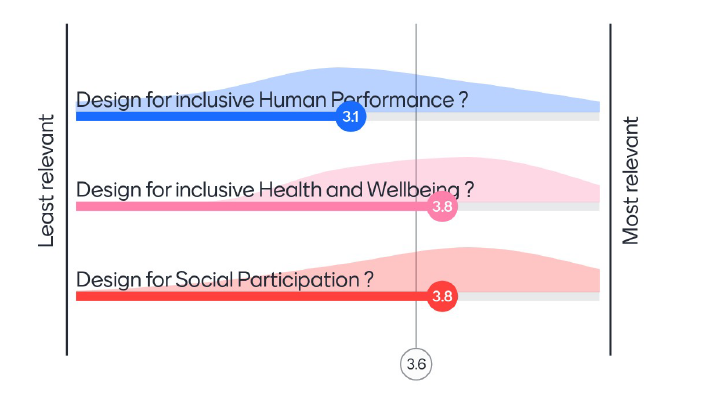 Design for inclusive Human Performance ?
3.1
Design for inclusive Health and Wellbeing ?
3.8
Design for Social Participation ?
3.8
3.6
Least relevant
Most relevant